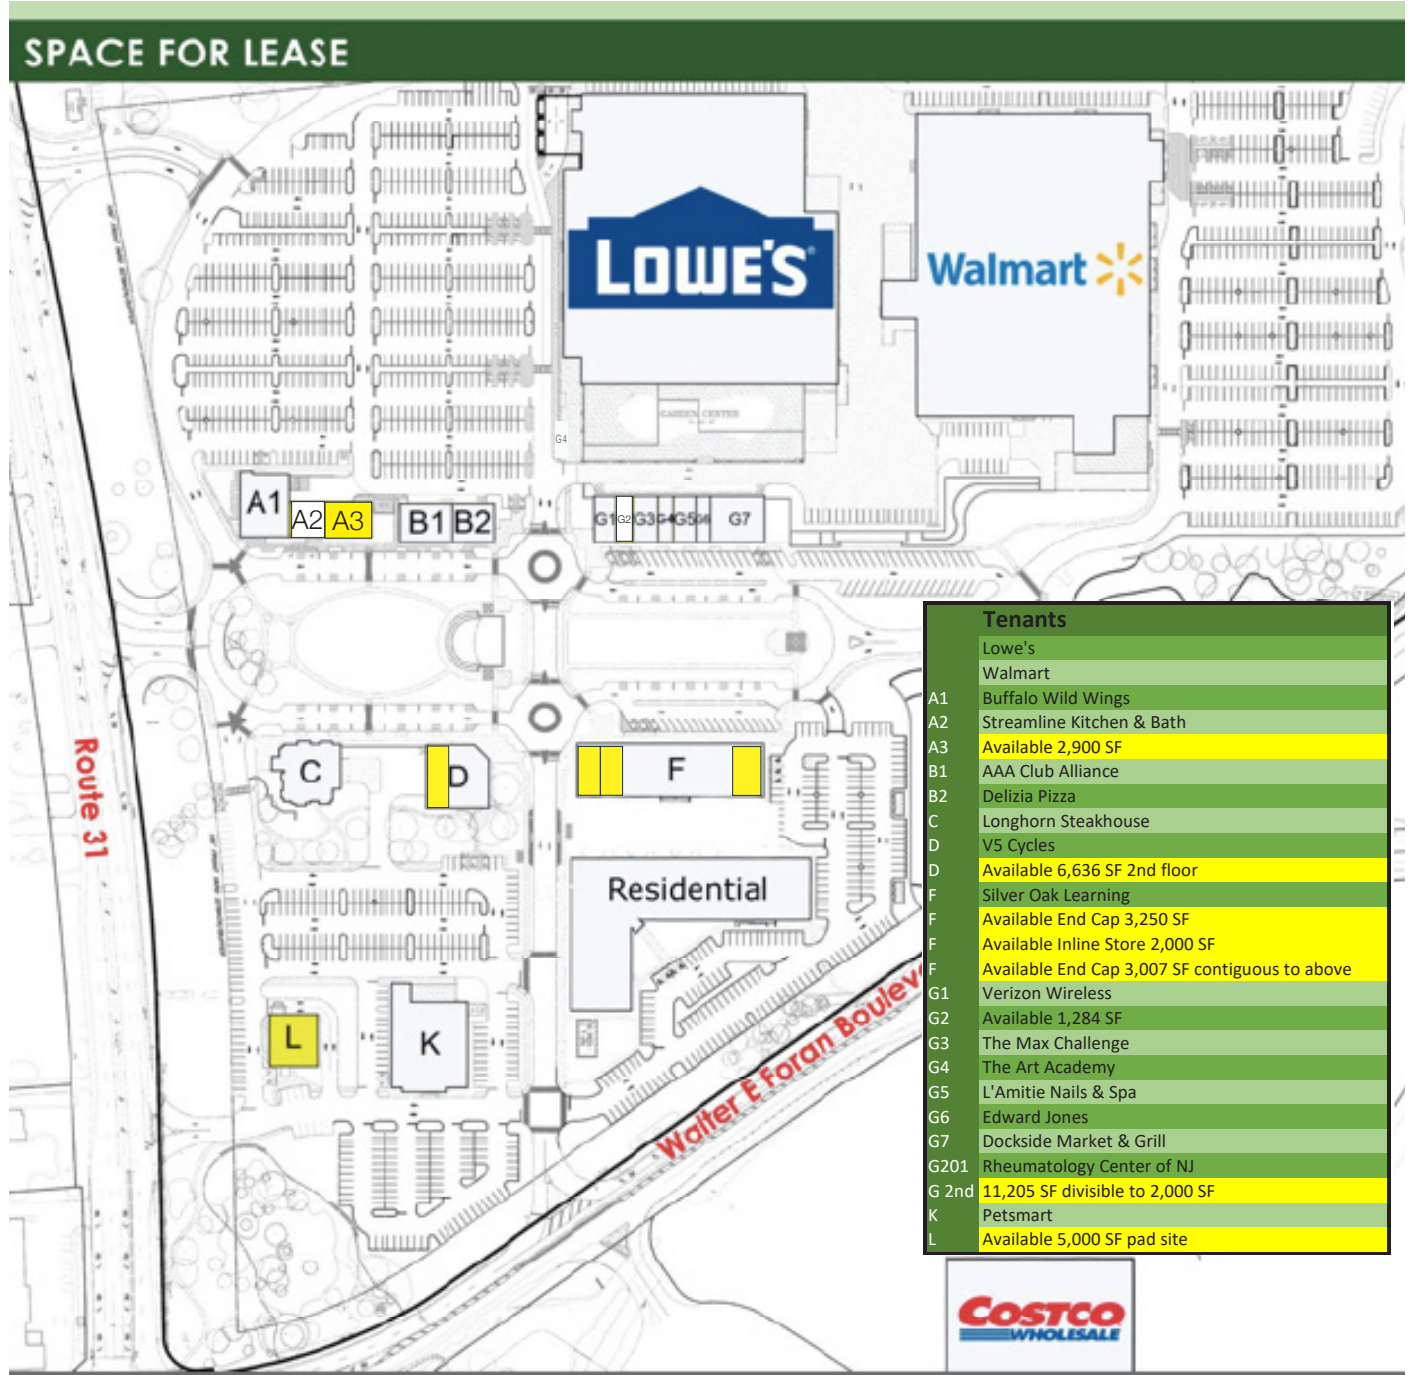 SPACE FOR LEASE
LOWE'S
Walmart
GARDEN CENTER
G4
A1
A2
A3
B1
B2
G1
G2
G3
G4
G5
G6
G7
C
D
F
Residential
L
K
Route 31
Walter E Foran Boulev
Tenants
Lowe's
Walmart
A1 Buffalo Wild Wings
A2 Streamline Kitchen & Bath
A3 Available 2,900 SF
B1 AAA Club Alliance
B2 Delizia Pizza
C Longhorn Steakhouse
D V5 Cycles
D Available 6,636 SF 2nd floor
F Silver Oak Learning
F Available End Cap 3,250 SF
F Available Inline Store 2,000 SF
F Available End Cap 3,007 SF contiguous to above
G1 Verizon Wireless
G2 Available 1,284 SF
G3 The Max Challenge
G4 The Art Academy
G5 L'Amitie Nails & Spa
G6 Edward Jones
G7 Dockside Market & Grill
G201 Rheumatology Center of NJ
G 2nd 11,205 SF divisible to 2,000 SF
K Petsmart
L Available 5,000 SF pad site
COSTCO
WHOLESALE